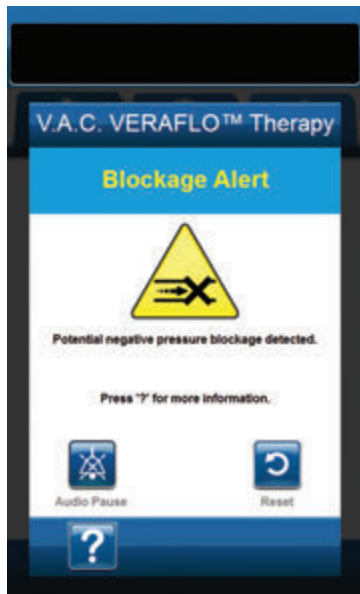 V.A.C. VERAFLO™ Therapy
Blockage Alert
Potential negative pressure blockage detected.
Press '?' for more information.
Audio Pause
Reset
?